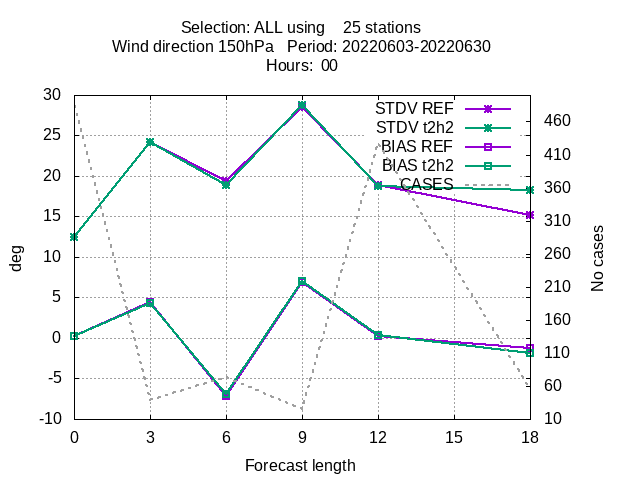 Selection: ALL using    25 stations
Wind direction 150hPa   Period: 20220603-20220630
Hours:  00
30
25
20
15
10
5
0
-5
-10
deg
STDV REF
STDV t2h2
BIAS REF
BIAS t2h2
CASES
460
410
360
310
260
210
160
110
60
10
No cases
0 3 6 9 12 15 18
Forecast length